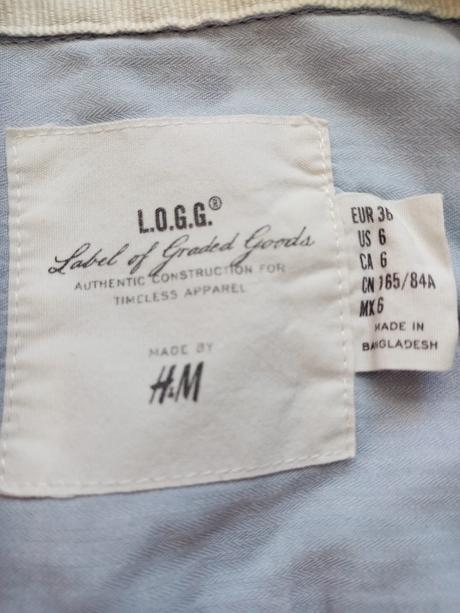 L.O.G.G.®
Label of Graded Goods
AUTHENTIC CONSTRUCTION FOR
TIMELESS APPAREL
MADE BY
H&M
EUR 36
US 6
CA 6
CN 165/84A
MX 6
MADE IN
BANGLADESH